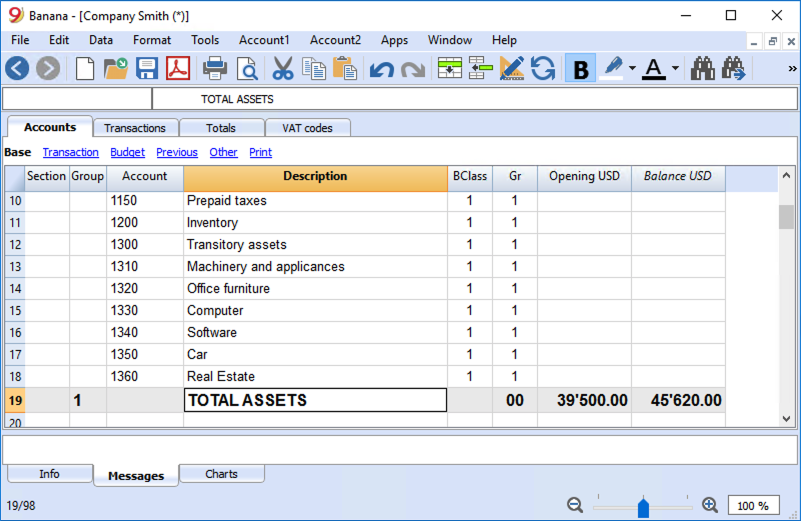 Banana - [Company Smith (*)]
File Edit Data Format Tools Account1 Account2 Apps Window Help
B A »
TOTAL ASSETS
Accounts Transactions Totals VAT codes
Base Transaction Budget Previous Other Print
Section Group Account Description BClass Gr Opening USD Balance USD
10 1150 Prepaid taxes 1 1
11 1200 Inventory 1 1
12 1300 Transitory assets 1 1
13 1310 Machinery and applicances 1 1
14 1320 Office furniture 1 1
15 1330 Computer 1 1
16 1340 Software 1 1
17 1350 Car 1 1
18 1360 Real Estate 1 1
19 1 TOTAL ASSETS 00 39'500.00 45'620.00
20
Info Messages Charts
19/98 100 %